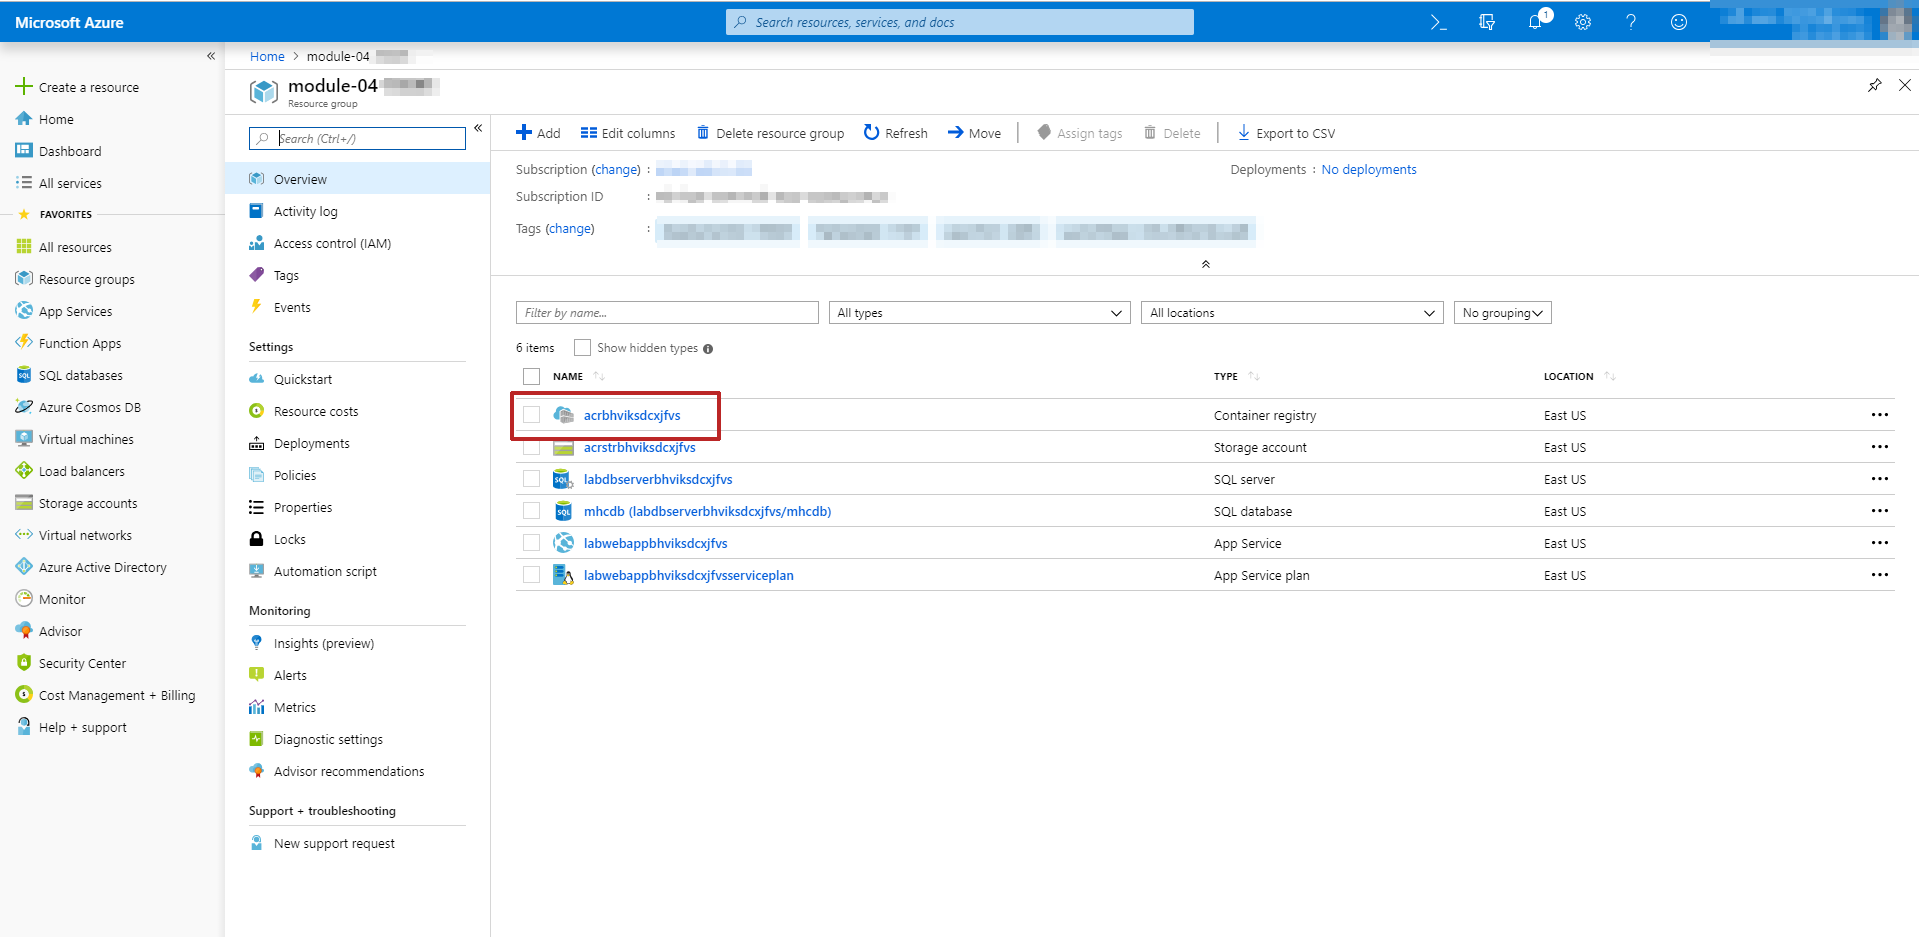 Microsoft Azure
Search resources, services, and docs
1
«
Create a resource
Home
Dashboard
All services
FAVORITES
All resources
Resource groups
App Services
Function Apps
SQL databases
Azure Cosmos DB
Virtual machines
Load balancers
Storage accounts
Virtual networks
Azure Active Directory
Monitor
Advisor
Security Center
Cost Management + Billing
Help + support
Home > module-04
module-04
Resource group
Search (Ctrl+/)
«
Overview
Activity log
Access control (IAM)
Tags
Events
Settings
Quickstart
Resource costs
Deployments
Policies
Properties
Locks
Automation script
Monitoring
Insights (preview)
Alerts
Metrics
Diagnostic settings
Advisor recommendations
Support + troubleshooting
New support request
Add Edit columns Delete resource group Refresh Move Assign tags Delete Export to CSV
Subscription (change) :
Deployments : No deployments
Subscription ID :
Tags (change) :
Filter by name... All types All locations No grouping
6 items Show hidden types
NAME TYPE LOCATION
acrbhviksdcxjfvs Container registry East US ...
acrstrbhviksdcxjfvs Storage account East US ...
labdbserverbhviksdcxjfvs SQL server East US ...
mhcdb (labdbserverbhviksdcxjfvs/mhcdb) SQL database East US ...
labwebappbhviksdcxjfvs App Service East US ...
labwebappbhviksdcxjfvsserviceplan App Service plan East US ...